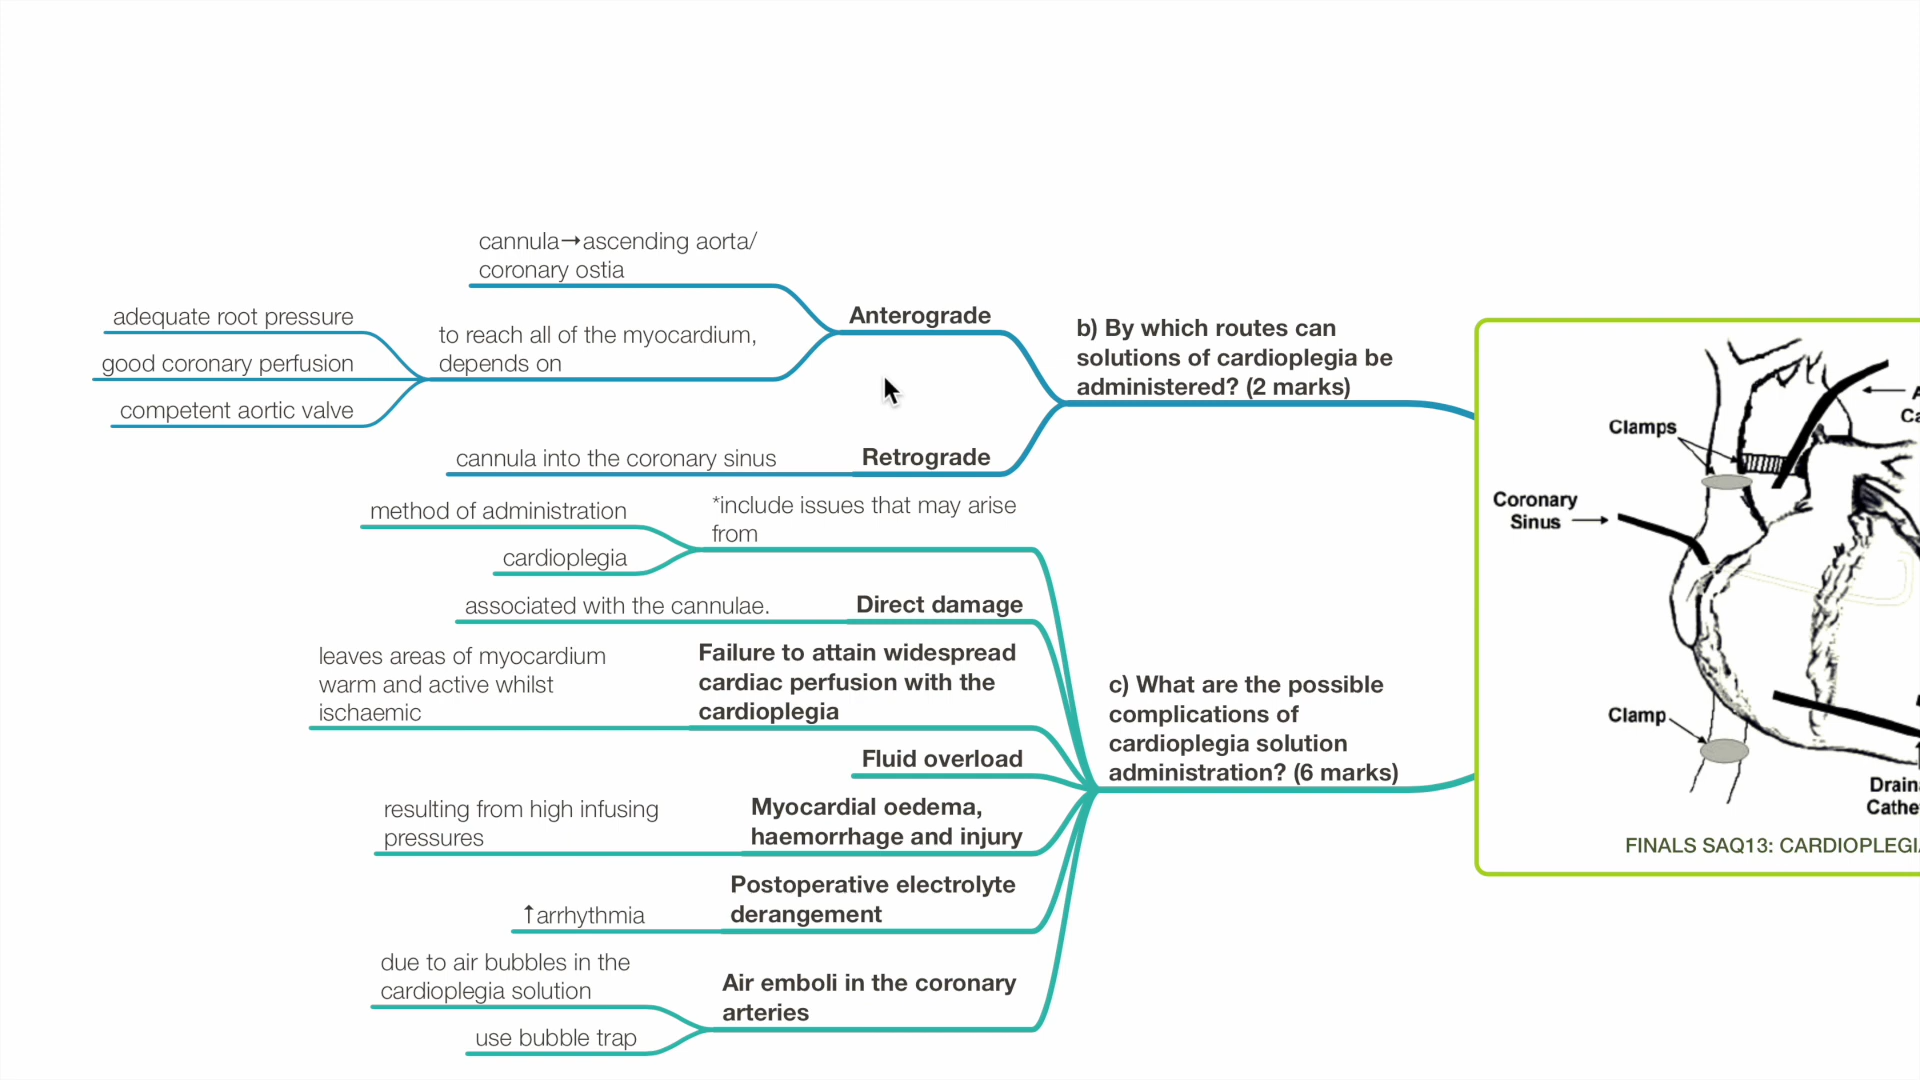 cannula→ascending aorta/
coronary ostia
adequate root pressure
good coronary perfusion
competent aortic valve
to reach all of the myocardium,
depends on
Anterograde
cannula into the coronary sinus
Retrograde
b) By which routes can
solutions of cardioplegia be
administered? (2 marks)
method of administration
cardioplegia
*include issues that may arise
from
associated with the cannulae.
Direct damage
leaves areas of myocardium
warm and active whilst
ischaemic
Failure to attain widespread
cardiac perfusion with the
cardioplegia
Fluid overload
resulting from high infusing
pressures
Myocardial oedema,
haemorrhage and injury
↑arrhythmia
Postoperative electrolyte
derangement
due to air bubbles in the
cardioplegia solution
use bubble trap
Air emboli in the coronary
arteries
c) What are the possible
complications of
cardioplegia solution
administration? (6 marks)
Clamps
Coronary
Sinus
Clamp
Drain
Cathe
FINALS SAQ13: CARDIOPLEGIA